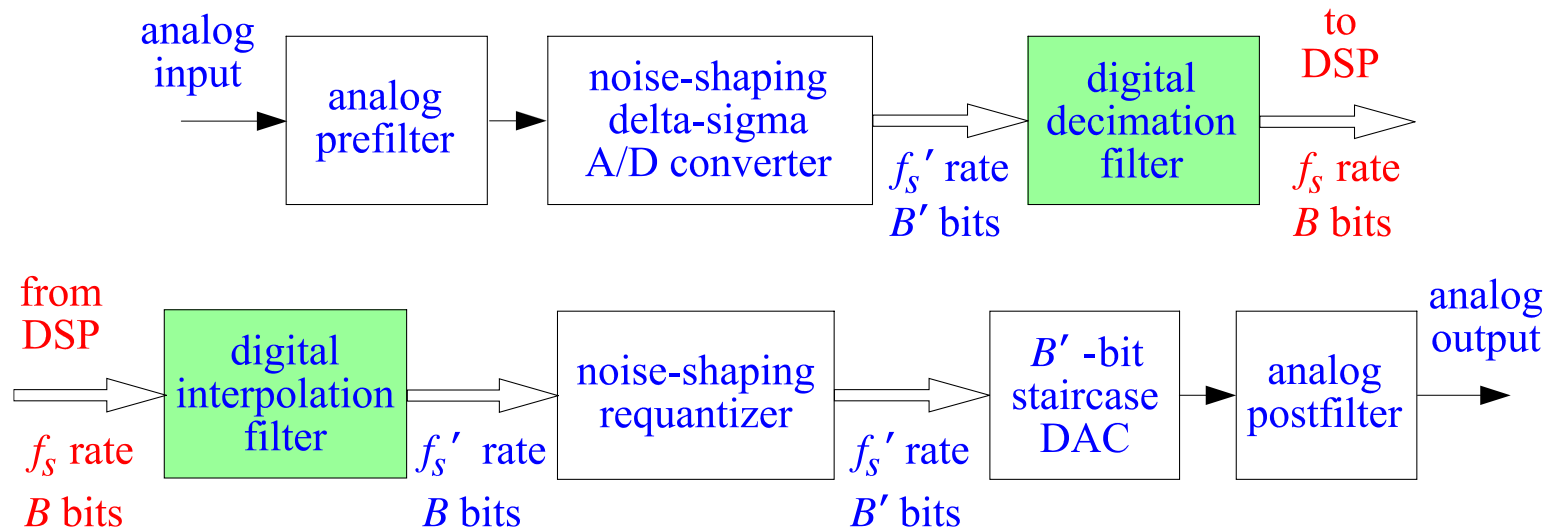 analog
input
analog
prefilter
noise-shaping
delta-sigma
A/D converter
fs′ rate
B′ bits
digital
decimation
filter
to
DSP
fs rate
B bits
from
DSP
fs rate
B bits
digital
interpolation
filter
fs′ rate
B bits
noise-shaping
requantizer
fs′ rate
B′ bits
B′ -bit
staircase
DAC
analog
postfilter
analog
output